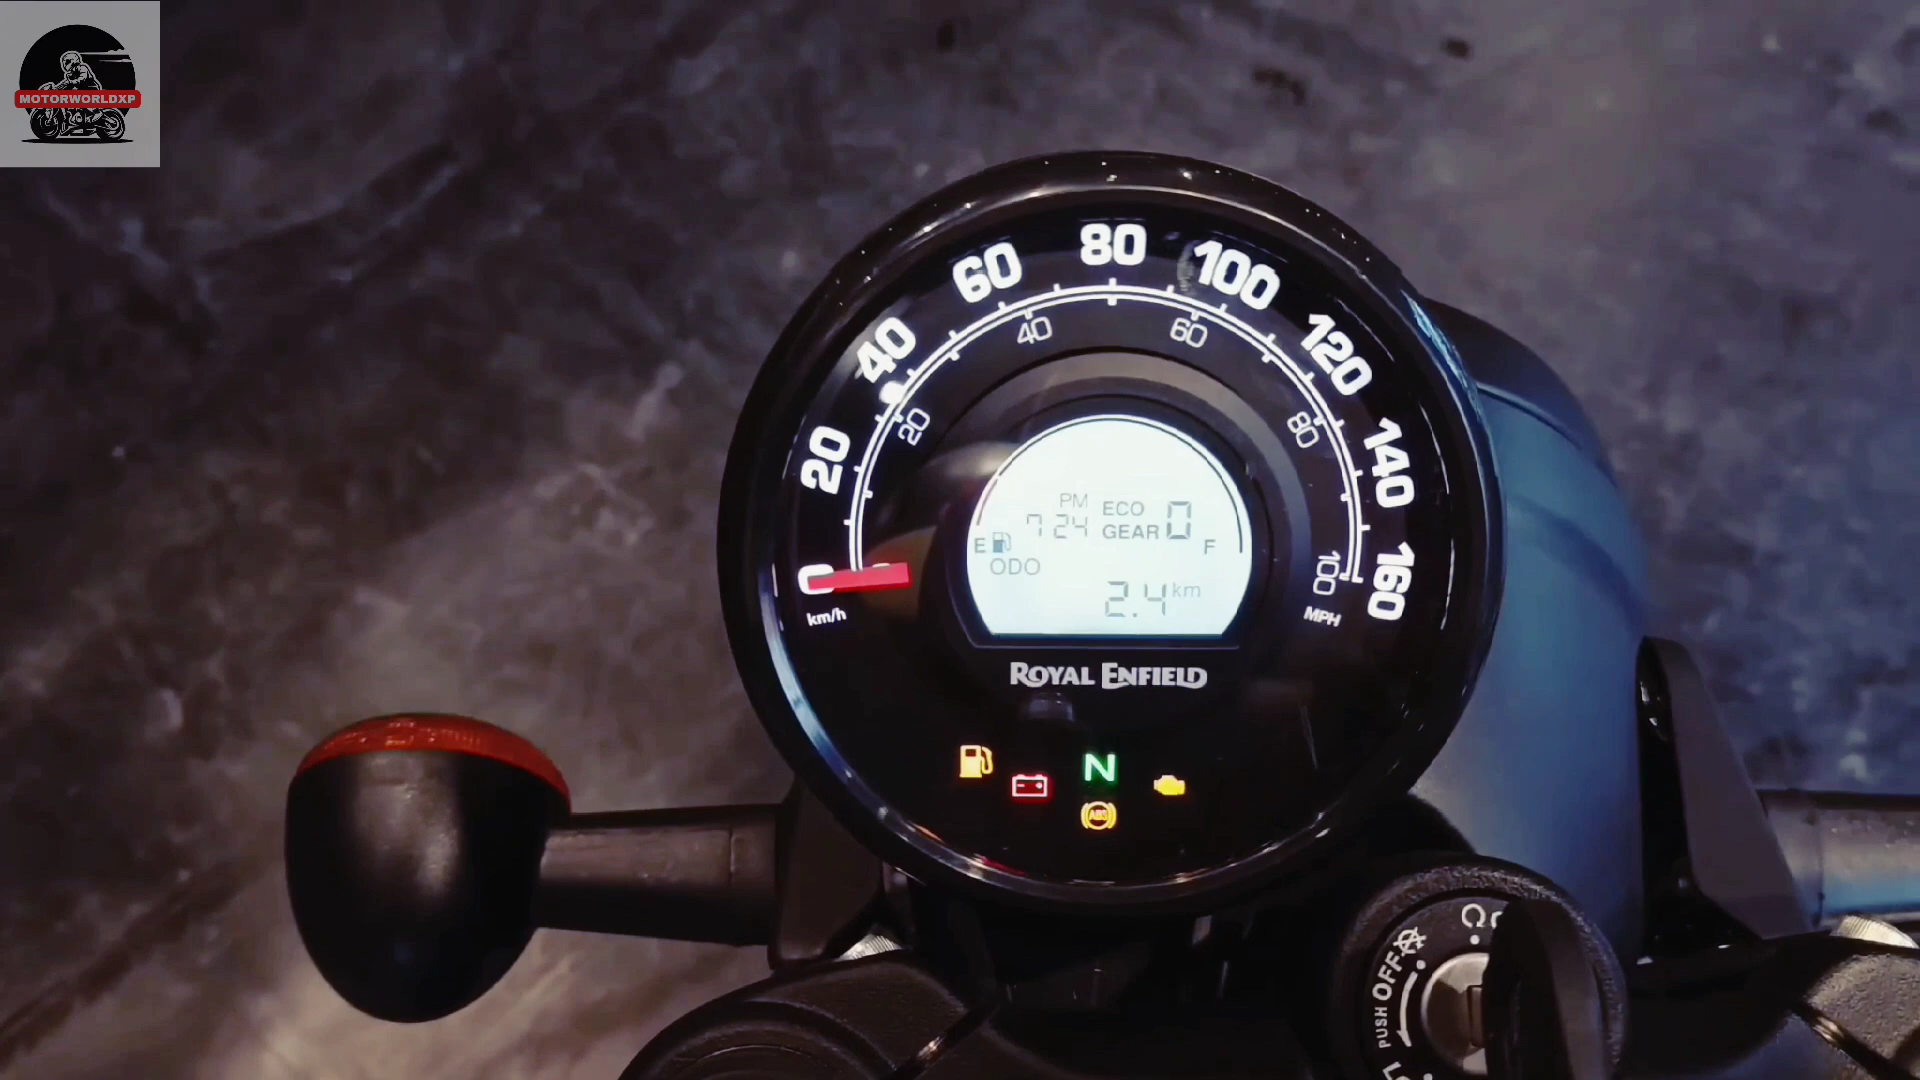 MOTORWORLDXP
0 20 40 60 80 100 120 140 160
20 40 60 80 100
km/h
MPH
PM
7 24
ECO
GEAR 0
E
F
ODO
2.4 km
ROYAL ENFIELD
N
ABS
OFF
PUSH